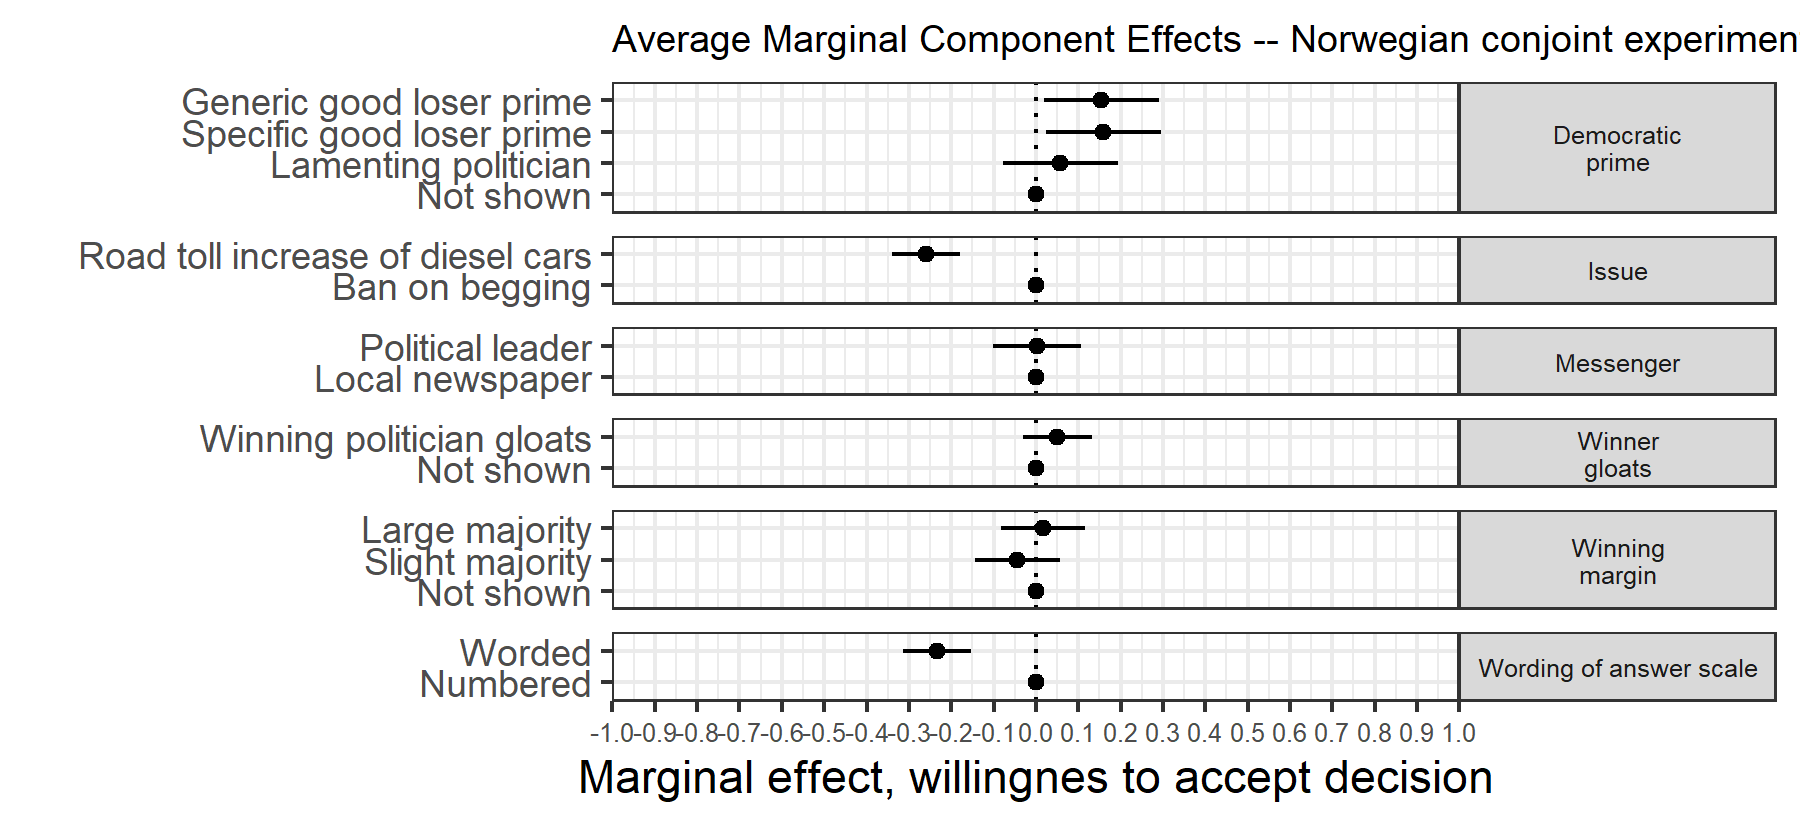 Average Marginal Component Effects -- Norwegian conjoint experimen
Generic good loser prime
Specific good loser prime
Lamenting politician
Not shown
Democratic
prime
Road toll increase of diesel cars
Ban on begging
Issue
Political leader
Local newspaper
Messenger
Winning politician gloats
Not shown
Winner
gloats
Large majority
Slight majority
Not shown
Winning
margin
Worded
Numbered
Wording of answer scale
-1.0 -0.9 -0.8 -0.7 -0.6 -0.5 -0.4 -0.3 -0.2 -0.1 0.0 0.1 0.2 0.3 0.4 0.5 0.6 0.7 0.8 0.9 1.0
Marginal effect, willingnes to accept decision